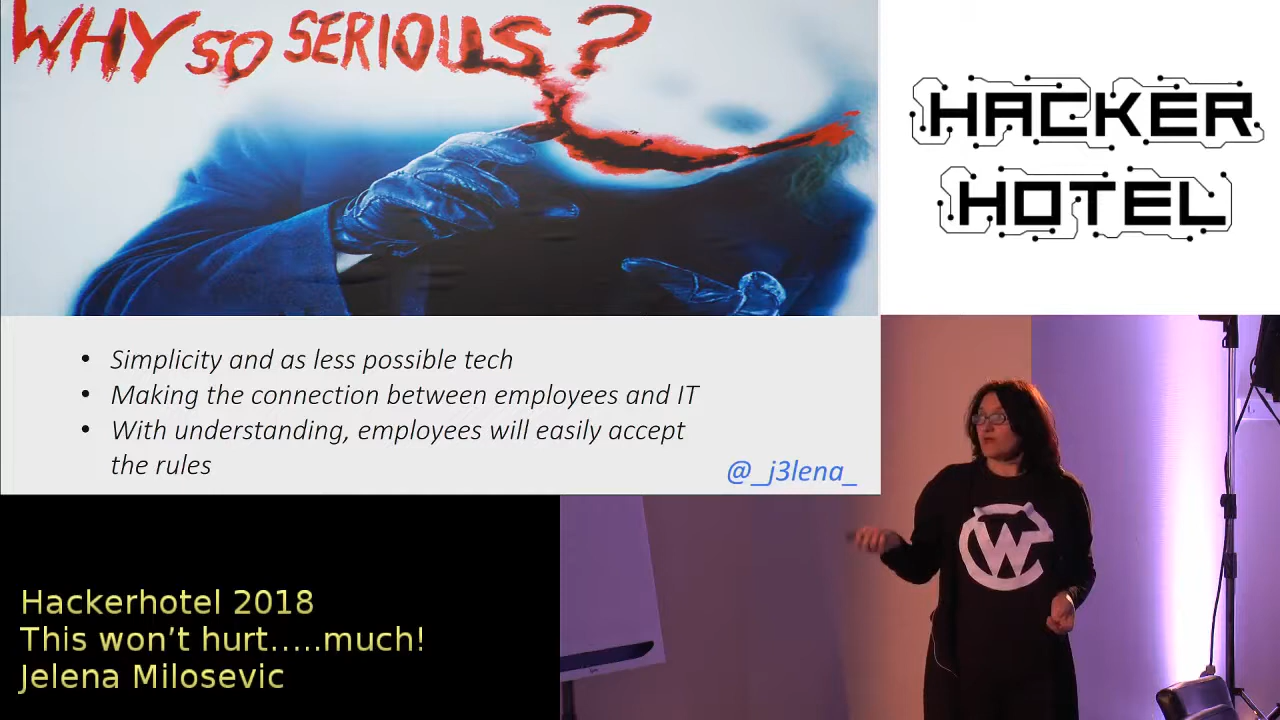 WHY SO SERIOUS?
HACKER
HOTEL
• Simplicity and as less possible tech
• Making the connection between employees and IT
• With understanding, employees will easily accept
the rules
@_j3lena_
W
Hackerhotel 2018
This won’t hurt.....much!
Jelena Milosevic